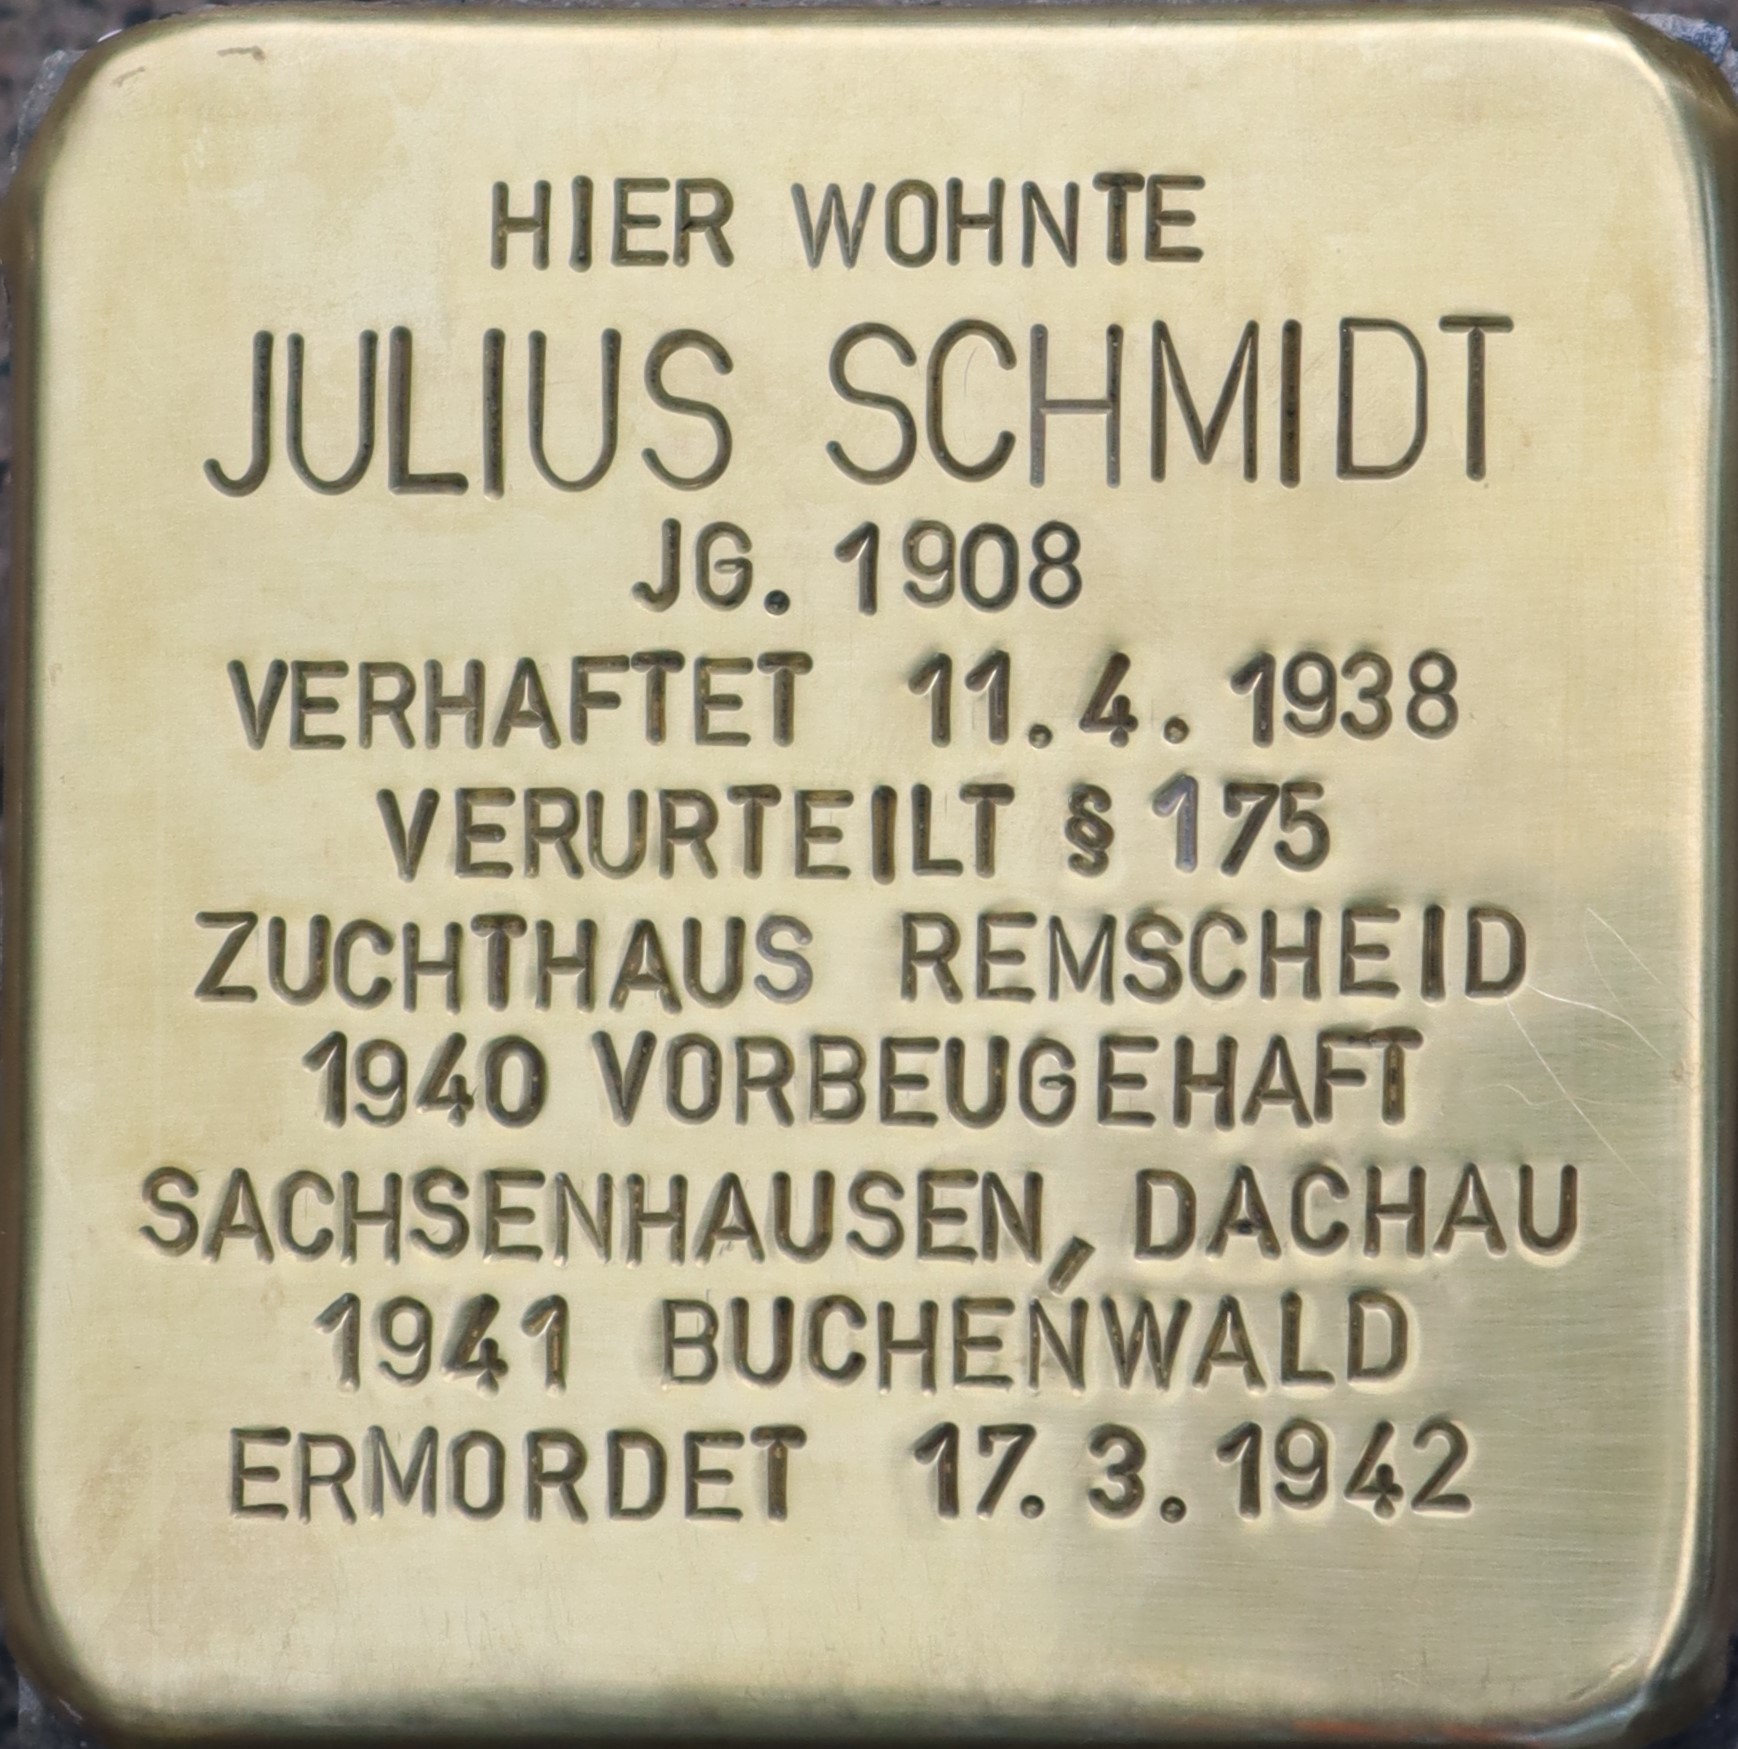 HIER WOHNTE
JULIUS SCHMIDT
JG. 1908
VERHAFTET 11.4.1938
VERURTEILT § 175
ZUCHTHAUS REMSCHEID
1940 VORBEUGEHAFT
SACHSENHAUSEN, DACHAU
1941 BUCHENWALD
ERMORDET 17.3.1942